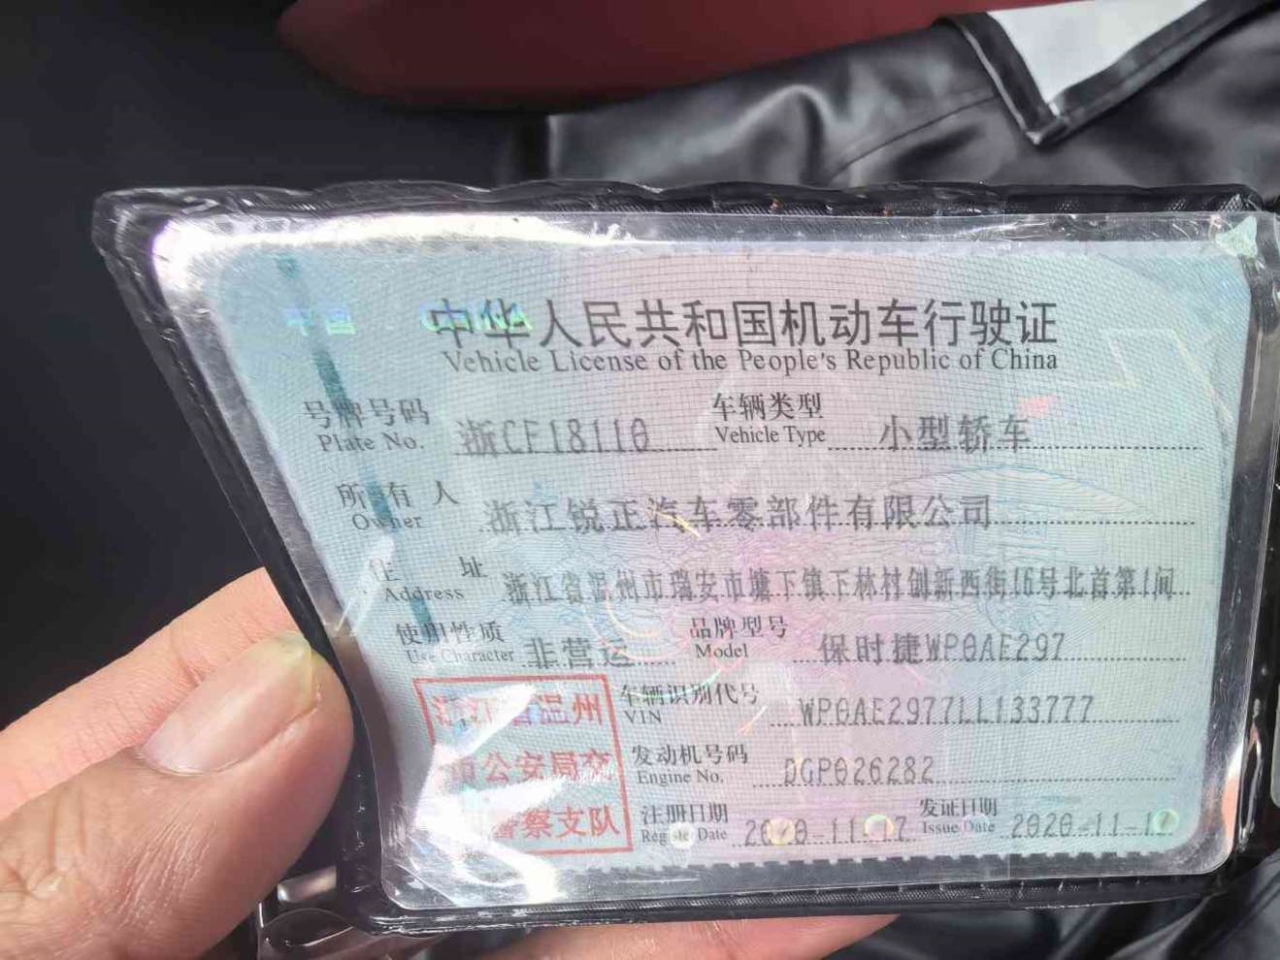 中华人民共和国机动车行驶证
Vehicle License of the People's Republic of China
号牌号码 浙CF18110 车辆类型 小型轿车
Plate No. Vehicle Type
所有人 浙江锐正汽车零部件有限公司
Owner
住址 浙江省温州市瑞安市塘下镇下林村创新西街16号北首第1间
Address
使用性质 非营运 品牌型号 保时捷WP0AE297
Use Character Model
车辆识别代号 WP0AE2977LL133777
VIN
发动机号码 DGP026282
Engine No.
注册日期 2020-11-17 发证日期 2020-11-17
Register Date Issue Date
浙江省温州
市公安局交
警察支队
中国 CHINA